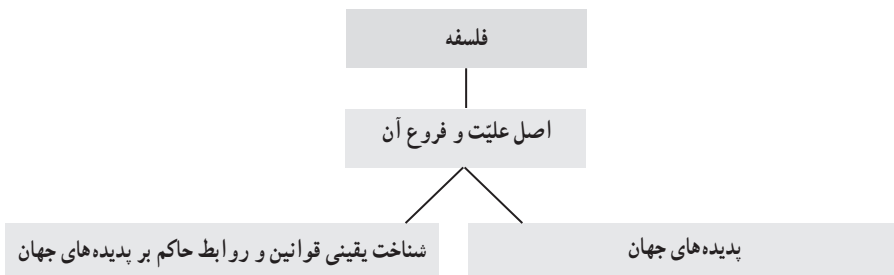 فلسفه
اصل علیّت و فروع آن
پدیده‌های جهان
شناخت یقینی قوانین و روابط حاکم بر پدیده‌های جهان